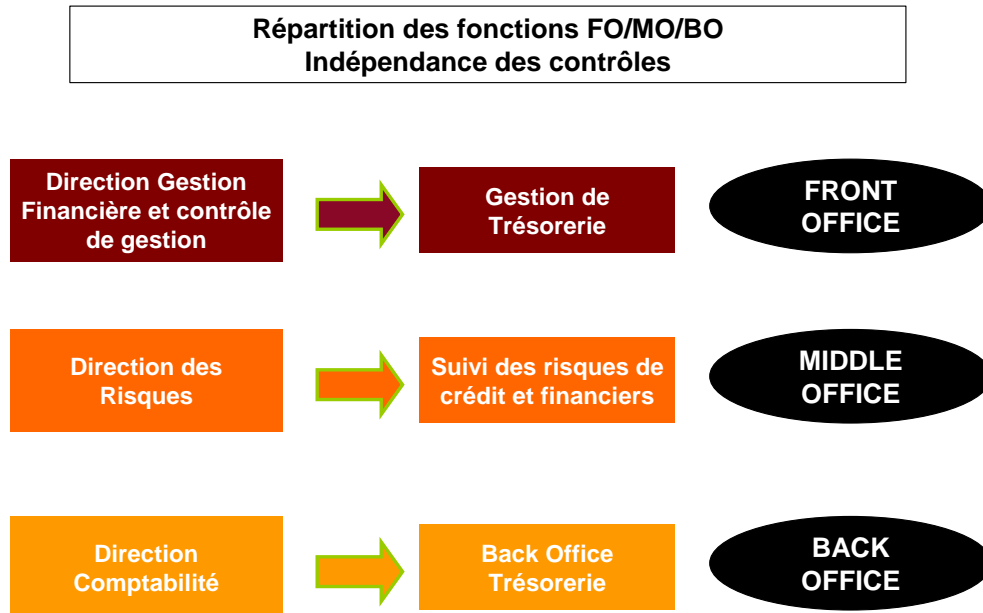 Répartition des fonctions FO/MO/BO
Indépendance des contrôles
Direction Gestion
Financière et contrôle
de gestion
Gestion de
Trésorerie
FRONT
OFFICE
Direction des
Risques
Suivi des risques de
crédit et financiers
MIDDLE
OFFICE
Direction
Comptabilité
Back Office
Trésorerie
BACK
OFFICE